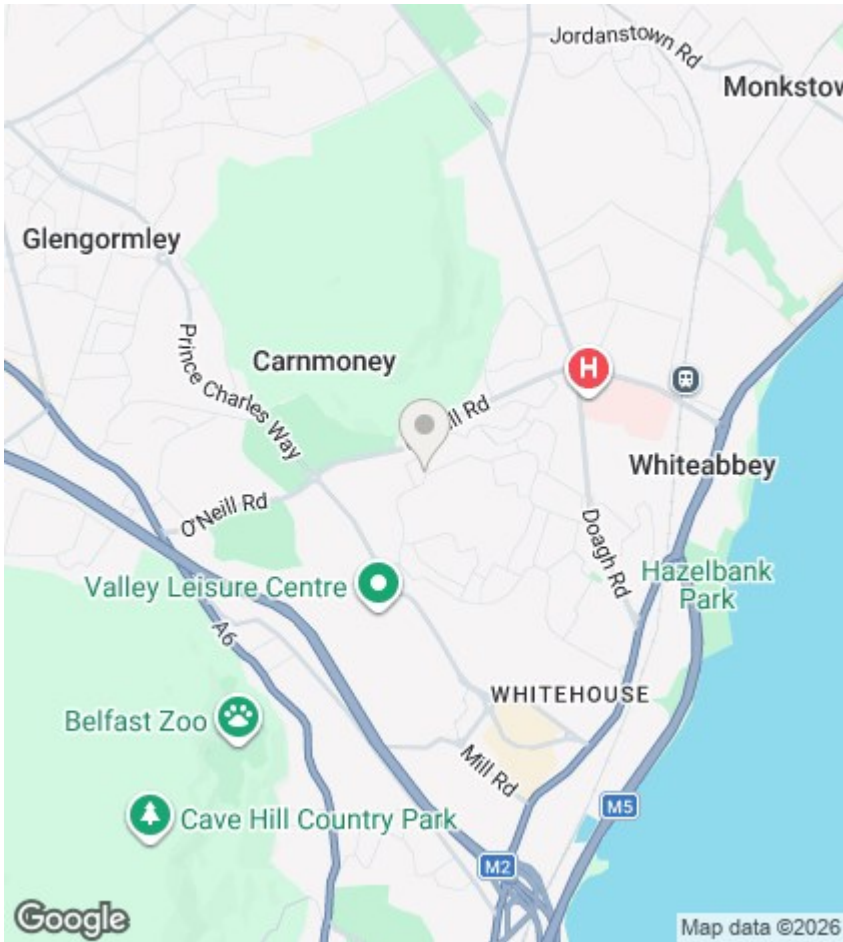 Jordanstown Rd
Monkstow
Glengormley
Prince Charles Way
Carnmoney
H
ill Rd
Whiteabbey
O'Neill Rd
Doagh Rd
Valley Leisure Centre
Hazelbank
Park
A6
WHITEHOUSE
Belfast Zoo
Mill Rd
Cave Hill Country Park
M5
M2
Google
Map data ©2026